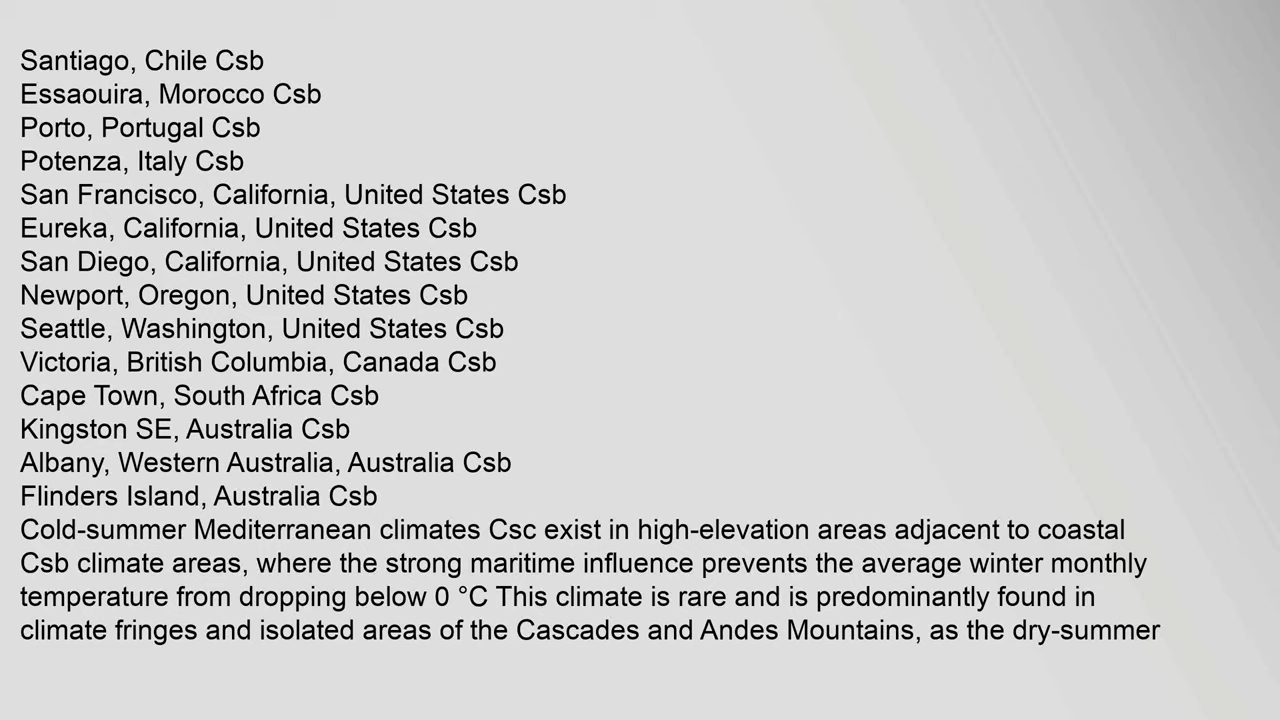 Santiago, Chile Csb
Essaouira, Morocco Csb
Porto, Portugal Csb
Potenza, Italy Csb
San Francisco, California, United States Csb
Eureka, California, United States Csb
San Diego, California, United States Csb
Newport, Oregon, United States Csb
Seattle, Washington, United States Csb
Victoria, British Columbia, Canada Csb
Cape Town, South Africa Csb
Kingston SE, Australia Csb
Albany, Western Australia, Australia Csb
Flinders Island, Australia Csb
Cold-summer Mediterranean climates Csc exist in high-elevation areas adjacent to coastal
Csb climate areas, where the strong maritime influence prevents the average winter monthly
temperature from dropping below 0 °C This climate is rare and is predominantly found in
climate fringes and isolated areas of the Cascades and Andes Mountains, as the dry-summer